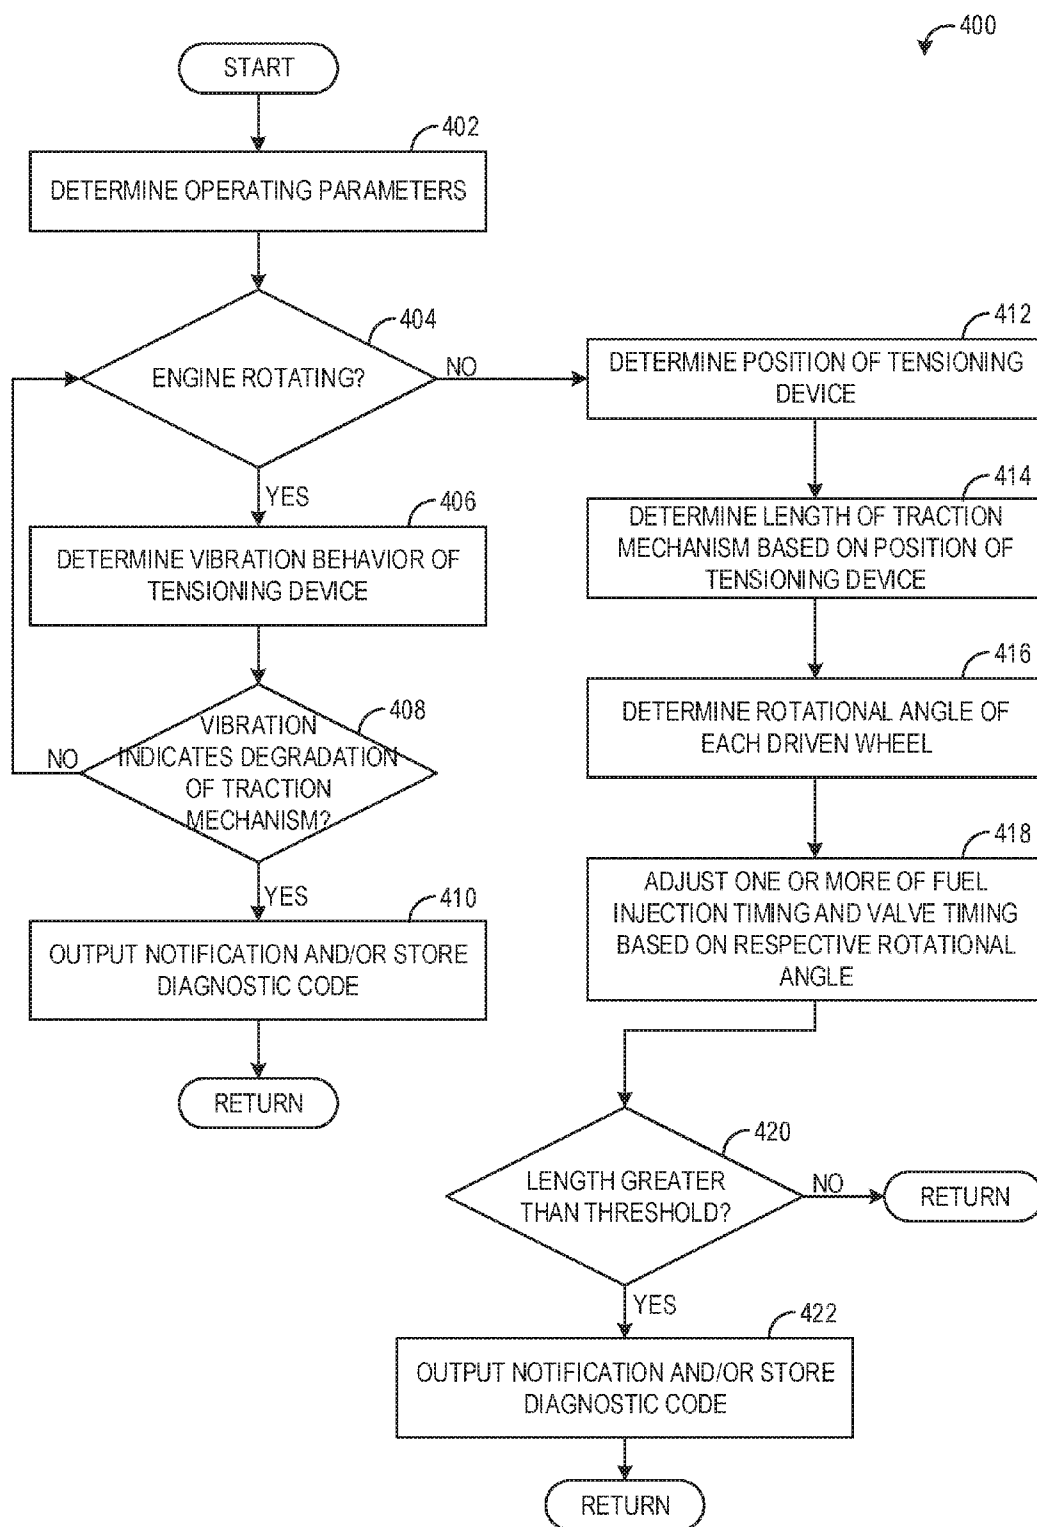 400
START
402
DETERMINE OPERATING PARAMETERS
404
ENGINE ROTATING?
NO
YES
406
DETERMINE VIBRATION BEHAVIOR OF
TENSIONING DEVICE
408
VIBRATION
INDICATES DEGRADATION
OF TRACTION
MECHANISM?
NO
YES
410
OUTPUT NOTIFICATION AND/OR STORE
DIAGNOSTIC CODE
RETURN
412
DETERMINE POSITION OF TENSIONING
DEVICE
414
DETERMINE LENGTH OF TRACTION
MECHANISM BASED ON POSITION OF
TENSIONING DEVICE
416
DETERMINE ROTATIONAL ANGLE OF
EACH DRIVEN WHEEL
418
ADJUST ONE OR MORE OF FUEL
INJECTION TIMING AND VALVE TIMING
BASED ON RESPECTIVE ROTATIONAL
ANGLE
420
LENGTH GREATER
THAN THRESHOLD?
NO
RETURN
YES
422
OUTPUT NOTIFICATION AND/OR STORE
DIAGNOSTIC CODE
RETURN